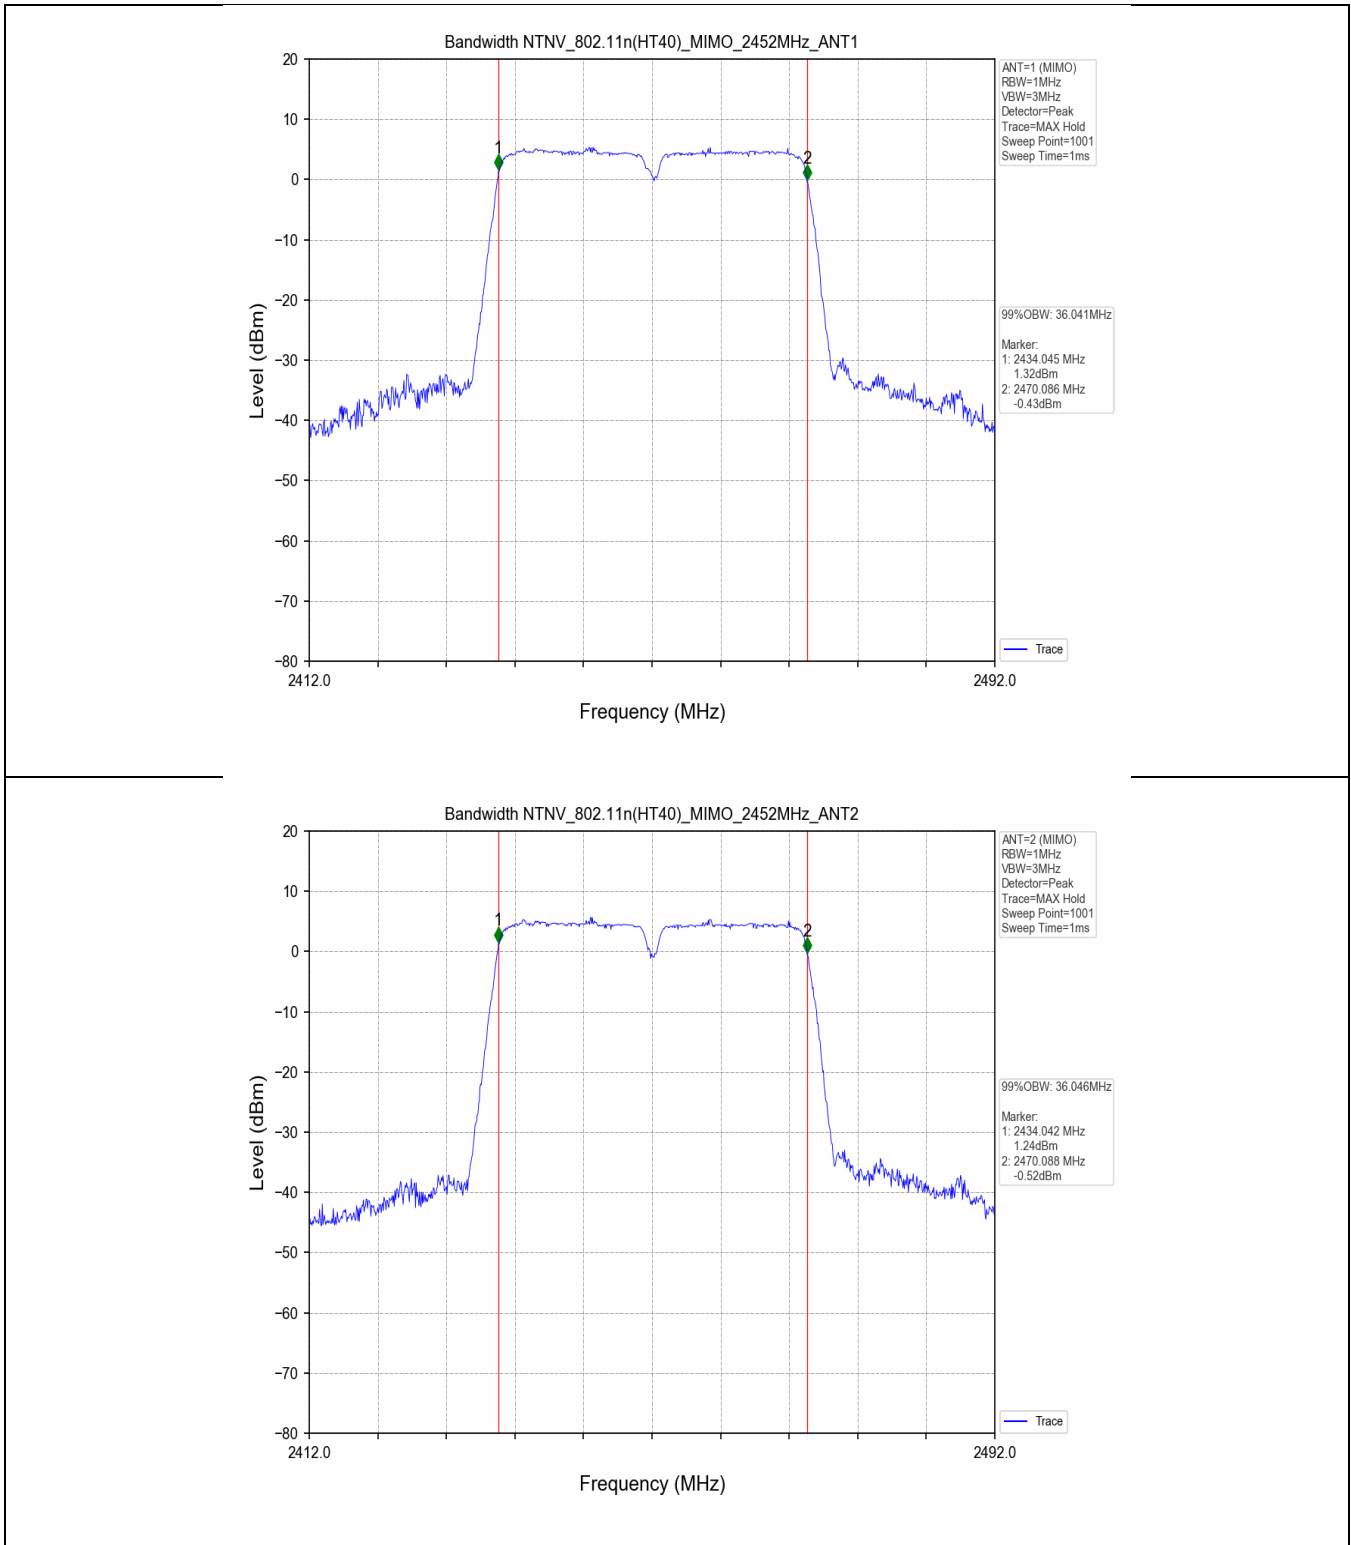 Bandwidth NTNV_802.11n(HT40)_MIMO_2452MHz_ANT1
20
10
0
−10
−20
−30
−40
−50
−60
−70
−80
Level (dBm)
1
2
2412.0
2492.0
Frequency (MHz)
ANT=1 (MIMO)
RBW=1MHz
VBW=3MHz
Detector=Peak
Trace=MAX Hold
Sweep Point=1001
Sweep Time=1ms
99%OBW: 36.041MHz
Marker:
1: 2434.045 MHz
1.32dBm
2: 2470.086 MHz
-0.43dBm
Trace
Bandwidth NTNV_802.11n(HT40)_MIMO_2452MHz_ANT2
20
10
0
−10
−20
−30
−40
−50
−60
−70
−80
Level (dBm)
1
2
2412.0
2492.0
Frequency (MHz)
ANT=2 (MIMO)
RBW=1MHz
VBW=3MHz
Detector=Peak
Trace=MAX Hold
Sweep Point=1001
Sweep Time=1ms
99%OBW: 36.046MHz
Marker:
1: 2434.042 MHz
1.24dBm
2: 2470.088 MHz
-0.52dBm
Trace